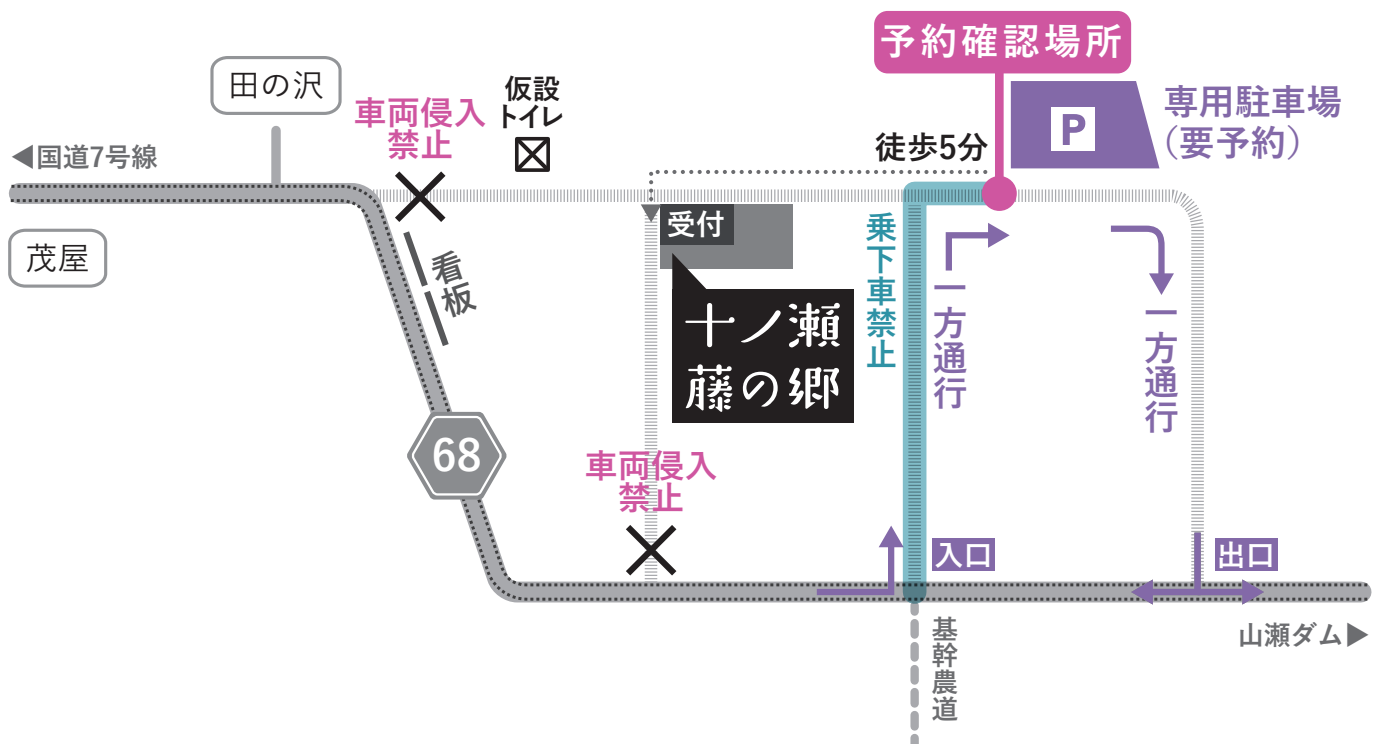 予約確認場所
田の沢
仮設
トイレ
車両侵入
禁止
P
専用駐車場
(要予約)
徒歩5分
◀国道7号線
受付
茂屋
看板
乗下車禁止
一方通行
一方通行
十ノ瀬
藤の郷
68
車両侵入
禁止
入口
出口
基幹農道
山瀬ダム▶